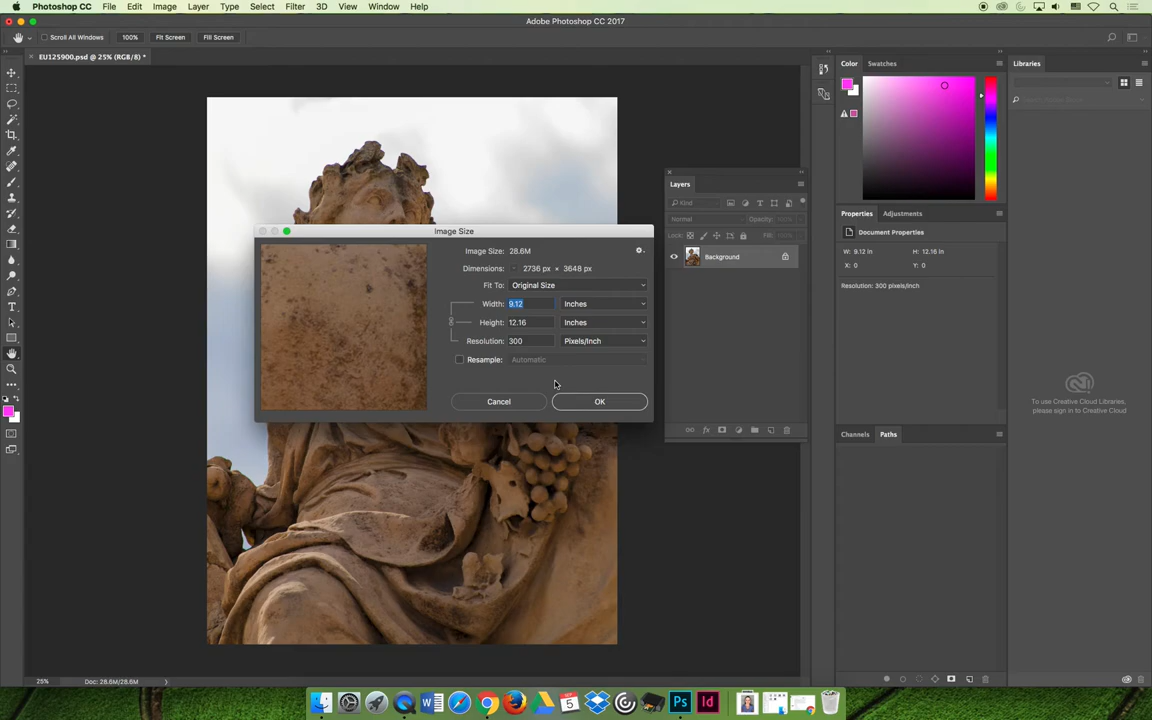 Photoshop CC File Edit Image Layer Type Select Filter 3D View Window Help
Adobe Photoshop CC 2017
Scroll All Windows 100% Fit Screen Fill Screen
EU125900.psd @ 25% (RGB/8) *
Color Swatches
Libraries
Layers
Kind
Normal Opacity: 100%
Lock: Fill: 100%
Background
Properties Adjustments
Document Properties
W: 9.12 in H: 12.16 in
X: 0 Y: 0
Resolution: 300 pixels/inch
Image Size
Image Size: 28.6M
Dimensions: 2736 px × 3648 px
Fit To: Original Size
Width: 9.12 Inches
Height: 12.16 Inches
Resolution: 300 Pixels/Inch
Resample: Automatic
Cancel OK
To use Creative Cloud Libraries,
please sign in to Creative Cloud
Channels Paths
25% Doc: 28.6M/28.6M